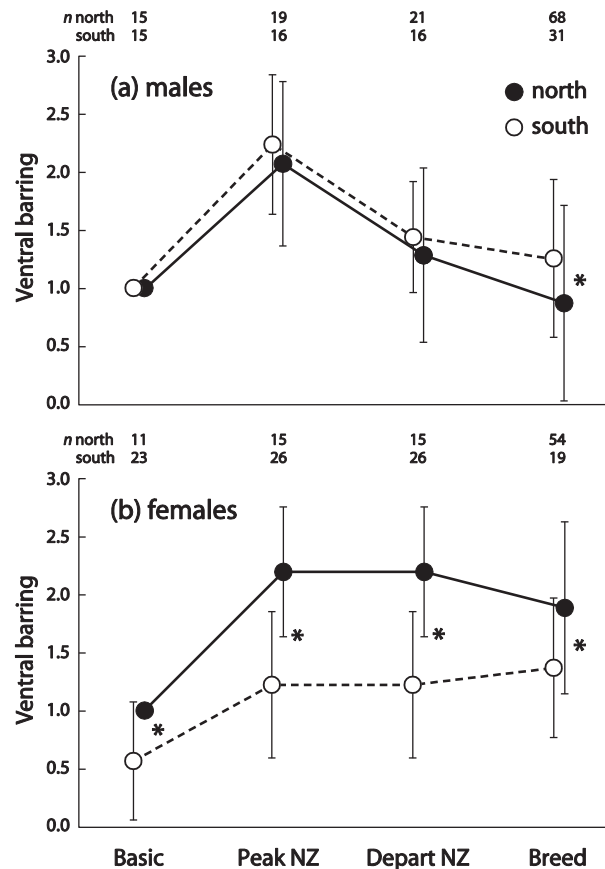 n north 15 19 21 68
south 15 16 16 31
3.0
(a) males
north
2.5
south
2.0
1.5
1.0
*
0.5
0.0
Ventral barring
n north 11 15 15 54
south 23 26 26 19
3.0
(b) females
2.5
2.0
1.5
* * *
1.0
*
0.5
0.0
Ventral barring
Basic Peak NZ Depart NZ Breed